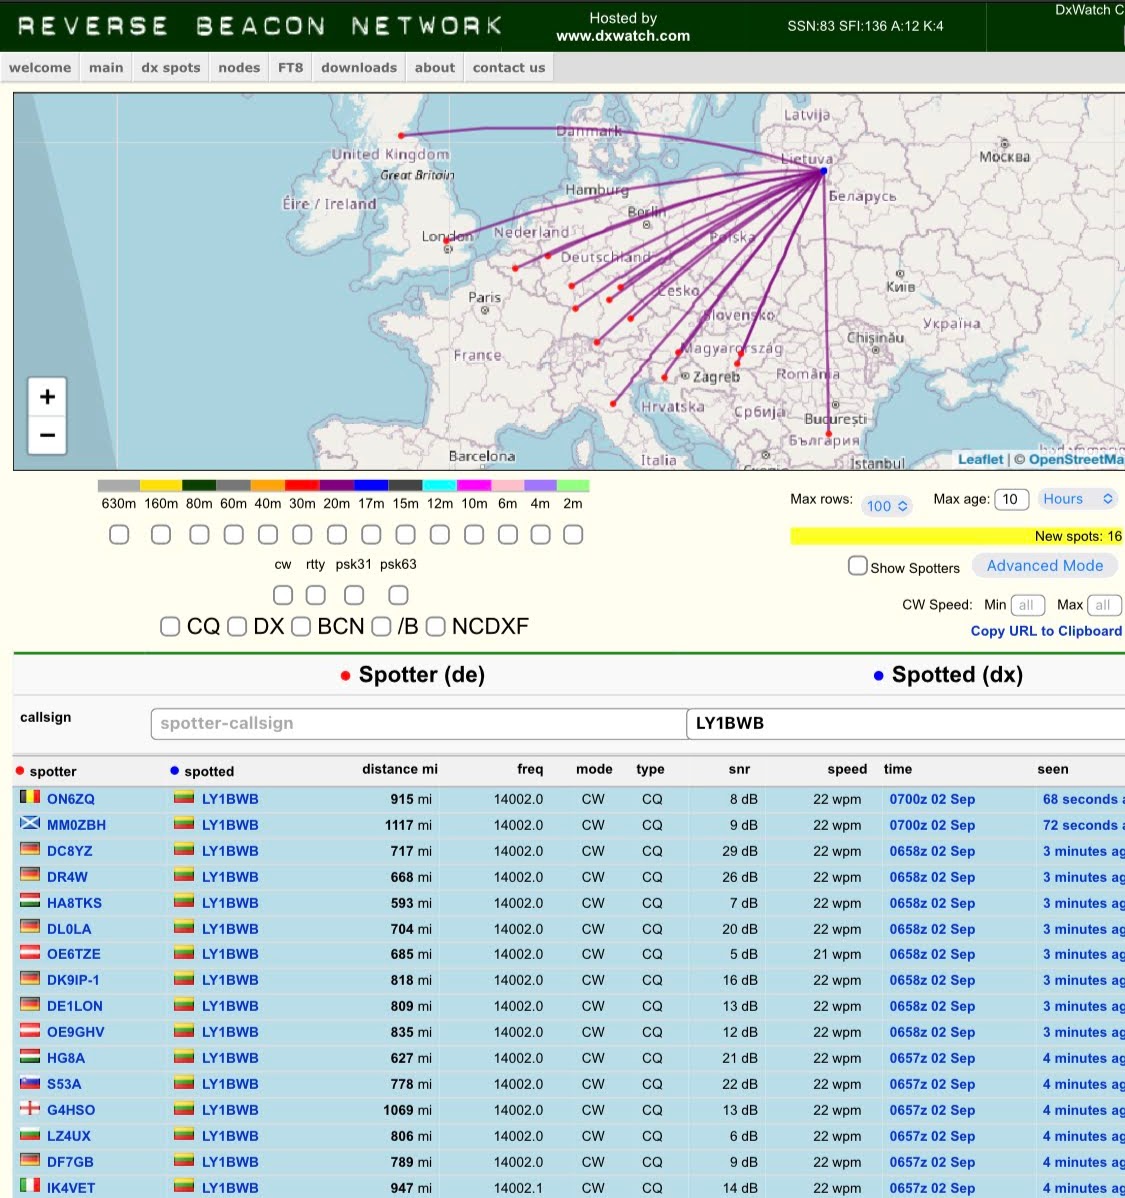 REVERSE BEACON NETWORK
Hosted by
www.dxwatch.com
SSN:83 SFI:136 A:12 K:4
DxWatch C
welcome main dx spots nodes FT8 downloads about contact us
Latvija
Danmark
Москва
United Kingdom
Lietuva
Great Britain
Hamburg
Беларусь
Éire / Ireland
Berlin
London
Nederland
Polska
Deutschland
Київ
Paris
Česko
Slovensko
Україна
Chișinău
France
Magyarország
România
Zagreb
Hrvatska
Србија
București
България
Barcelona
Italia
İstanbul
+
−
Leaflet | © OpenStreetMa
630m 160m 80m 60m 40m 30m 20m 17m 15m 12m 10m 6m 4m 2m
Max rows: 100 Max age: 10 Hours
New spots: 16
cw rtty psk31 psk63
Show Spotters Advanced Mode
CW Speed: Min all Max all
CQ DX BCN /B NCDXF
Copy URL to Clipboard
Spotter (de) Spotted (dx)
callsign spotter-callsign LY1BWB
spotter spotted distance mi freq mode type snr speed time seen
ON6ZQ LY1BWB 915 mi 14002.0 CW CQ 8 dB 22 wpm 0700z 02 Sep 68 seconds a
MM0ZBH LY1BWB 1117 mi 14002.0 CW CQ 9 dB 22 wpm 0700z 02 Sep 72 seconds a
DC8YZ LY1BWB 717 mi 14002.0 CW CQ 29 dB 22 wpm 0658z 02 Sep 3 minutes ag
DR4W LY1BWB 668 mi 14002.0 CW CQ 26 dB 22 wpm 0658z 02 Sep 3 minutes ag
HA8TKS LY1BWB 593 mi 14002.0 CW CQ 7 dB 22 wpm 0658z 02 Sep 3 minutes ag
DL0LA LY1BWB 704 mi 14002.0 CW CQ 20 dB 22 wpm 0658z 02 Sep 3 minutes ag
OE6TZE LY1BWB 685 mi 14002.0 CW CQ 5 dB 21 wpm 0658z 02 Sep 3 minutes ag
DK9IP-1 LY1BWB 818 mi 14002.0 CW CQ 16 dB 22 wpm 0658z 02 Sep 3 minutes ag
DE1LON LY1BWB 809 mi 14002.0 CW CQ 13 dB 22 wpm 0658z 02 Sep 3 minutes ag
OE9GHV LY1BWB 835 mi 14002.0 CW CQ 12 dB 22 wpm 0658z 02 Sep 3 minutes ag
HG8A LY1BWB 627 mi 14002.0 CW CQ 21 dB 22 wpm 0657z 02 Sep 4 minutes ag
S53A LY1BWB 778 mi 14002.0 CW CQ 22 dB 22 wpm 0657z 02 Sep 4 minutes ag
G4HSO LY1BWB 1069 mi 14002.0 CW CQ 13 dB 22 wpm 0657z 02 Sep 4 minutes ag
LZ4UX LY1BWB 806 mi 14002.0 CW CQ 6 dB 22 wpm 0657z 02 Sep 4 minutes ag
DF7GB LY1BWB 789 mi 14002.0 CW CQ 9 dB 22 wpm 0657z 02 Sep 4 minutes ag
IK4VET LY1BWB 947 mi 14002.1 CW CQ 14 dB 22 wpm 0657z 02 Sep 4 minutes ag